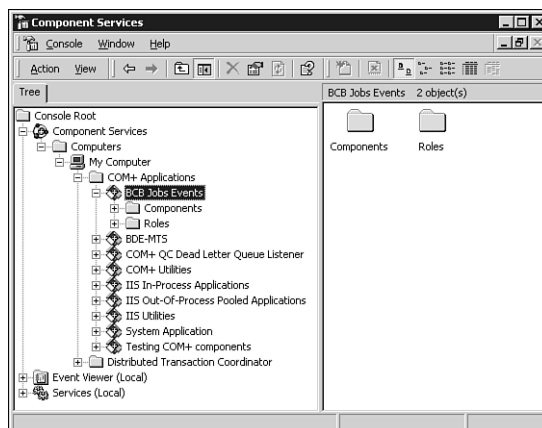 Component Services
Console Window Help
Action View
Tree
BCB Jobs Events 2 object(s)
Console Root
Component Services
Computers
My Computer
COM+ Applications
BCB Jobs Events
Components
Roles
BDE-MTS
COM+ QC Dead Letter Queue Listener
COM+ Utilities
IIS In-Process Applications
IIS Out-Of-Process Pooled Applications
IIS Utilities
System Application
Testing COM+ components
Distributed Transaction Coordinator
Event Viewer (Local)
Services (Local)
Components Roles